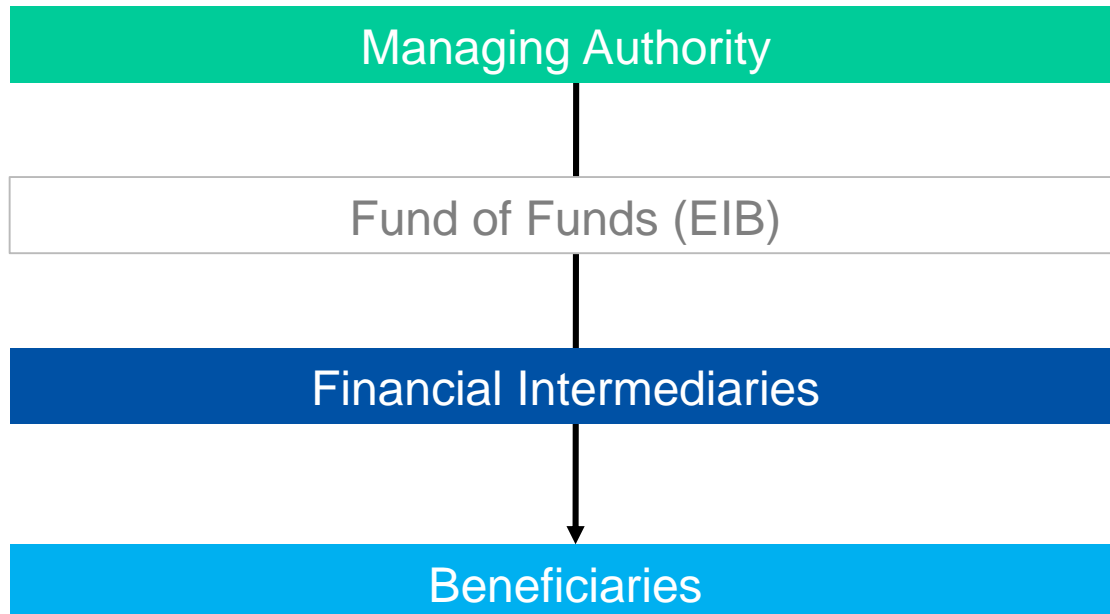 Managing Authority
Fund of Funds (EIB)
Financial Intermediaries
Beneficiaries